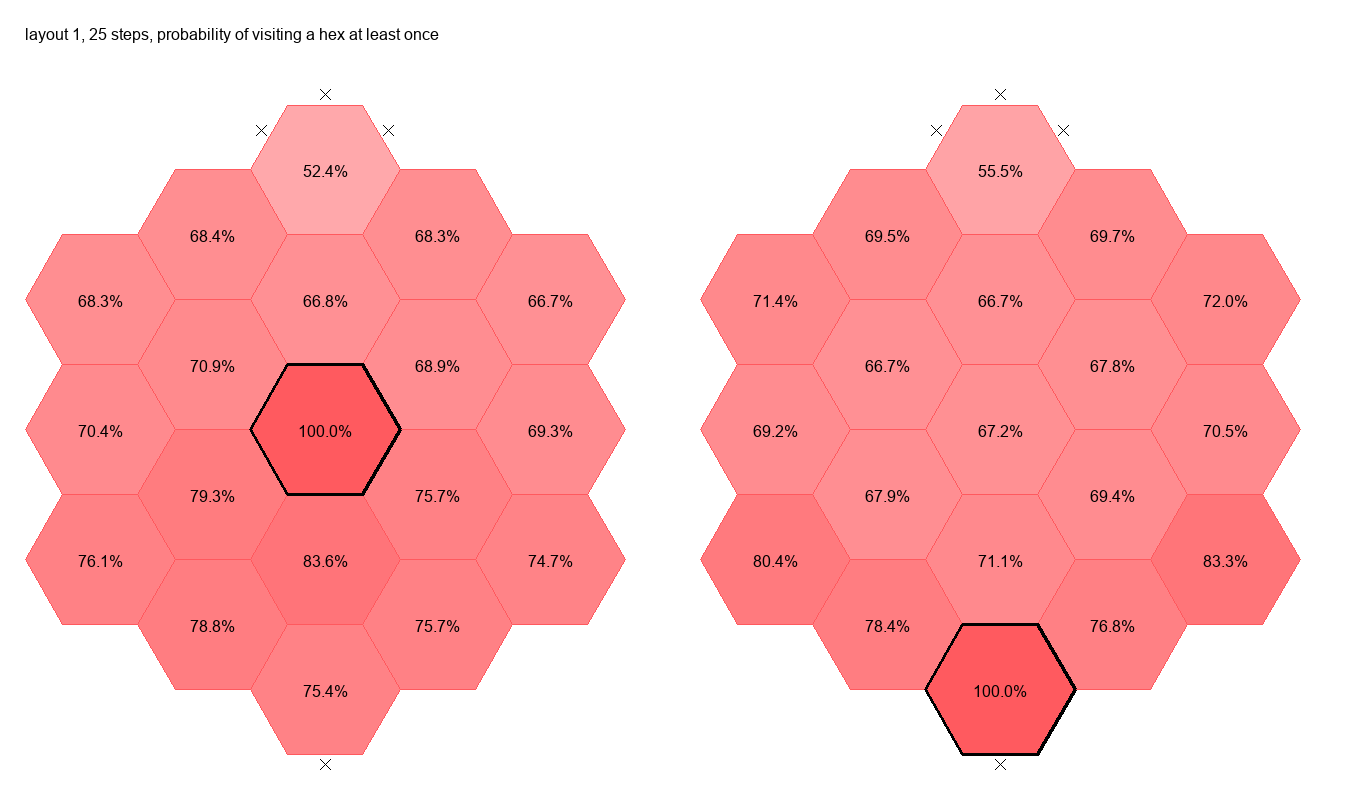 layout 1, 25 steps, probability of visiting a hex at least once
52.4%
68.4% 68.3%
68.3% 66.8% 66.7%
70.9% 68.9%
70.4% 100.0% 69.3%
79.3% 75.7%
76.1% 83.6% 74.7%
78.8% 75.7%
75.4%
55.5%
69.5% 69.7%
71.4% 66.7% 72.0%
66.7% 67.8%
69.2% 67.2% 70.5%
67.9% 69.4%
80.4% 71.1% 83.3%
78.4% 76.8%
100.0%